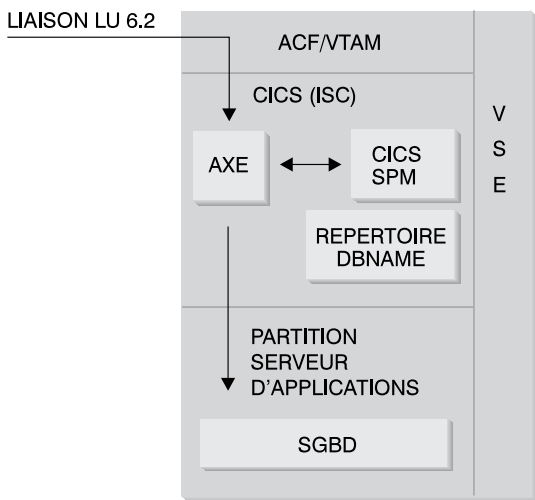 LIAISON LU 6.2
ACF/VTAM
CICS (ISC)
AXE
CICS
SPM
REPERTOIRE
DBNAME
PARTITION
SERVEUR
D'APPLICATIONS
SGBD
V
S
E